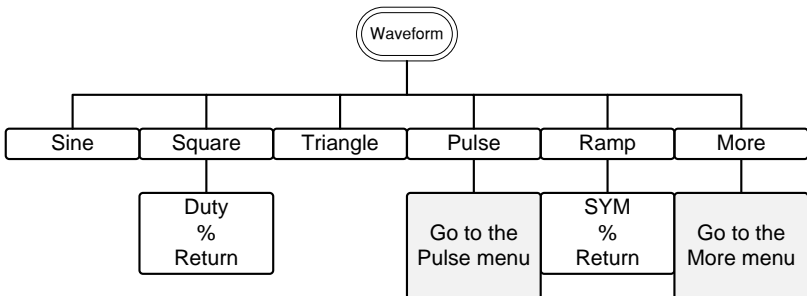 Waveform
Sine
Square
Triangle
Pulse
Ramp
More
Duty
%
Return
Go to the
Pulse menu
SYM
%
Return
Go to the
More menu